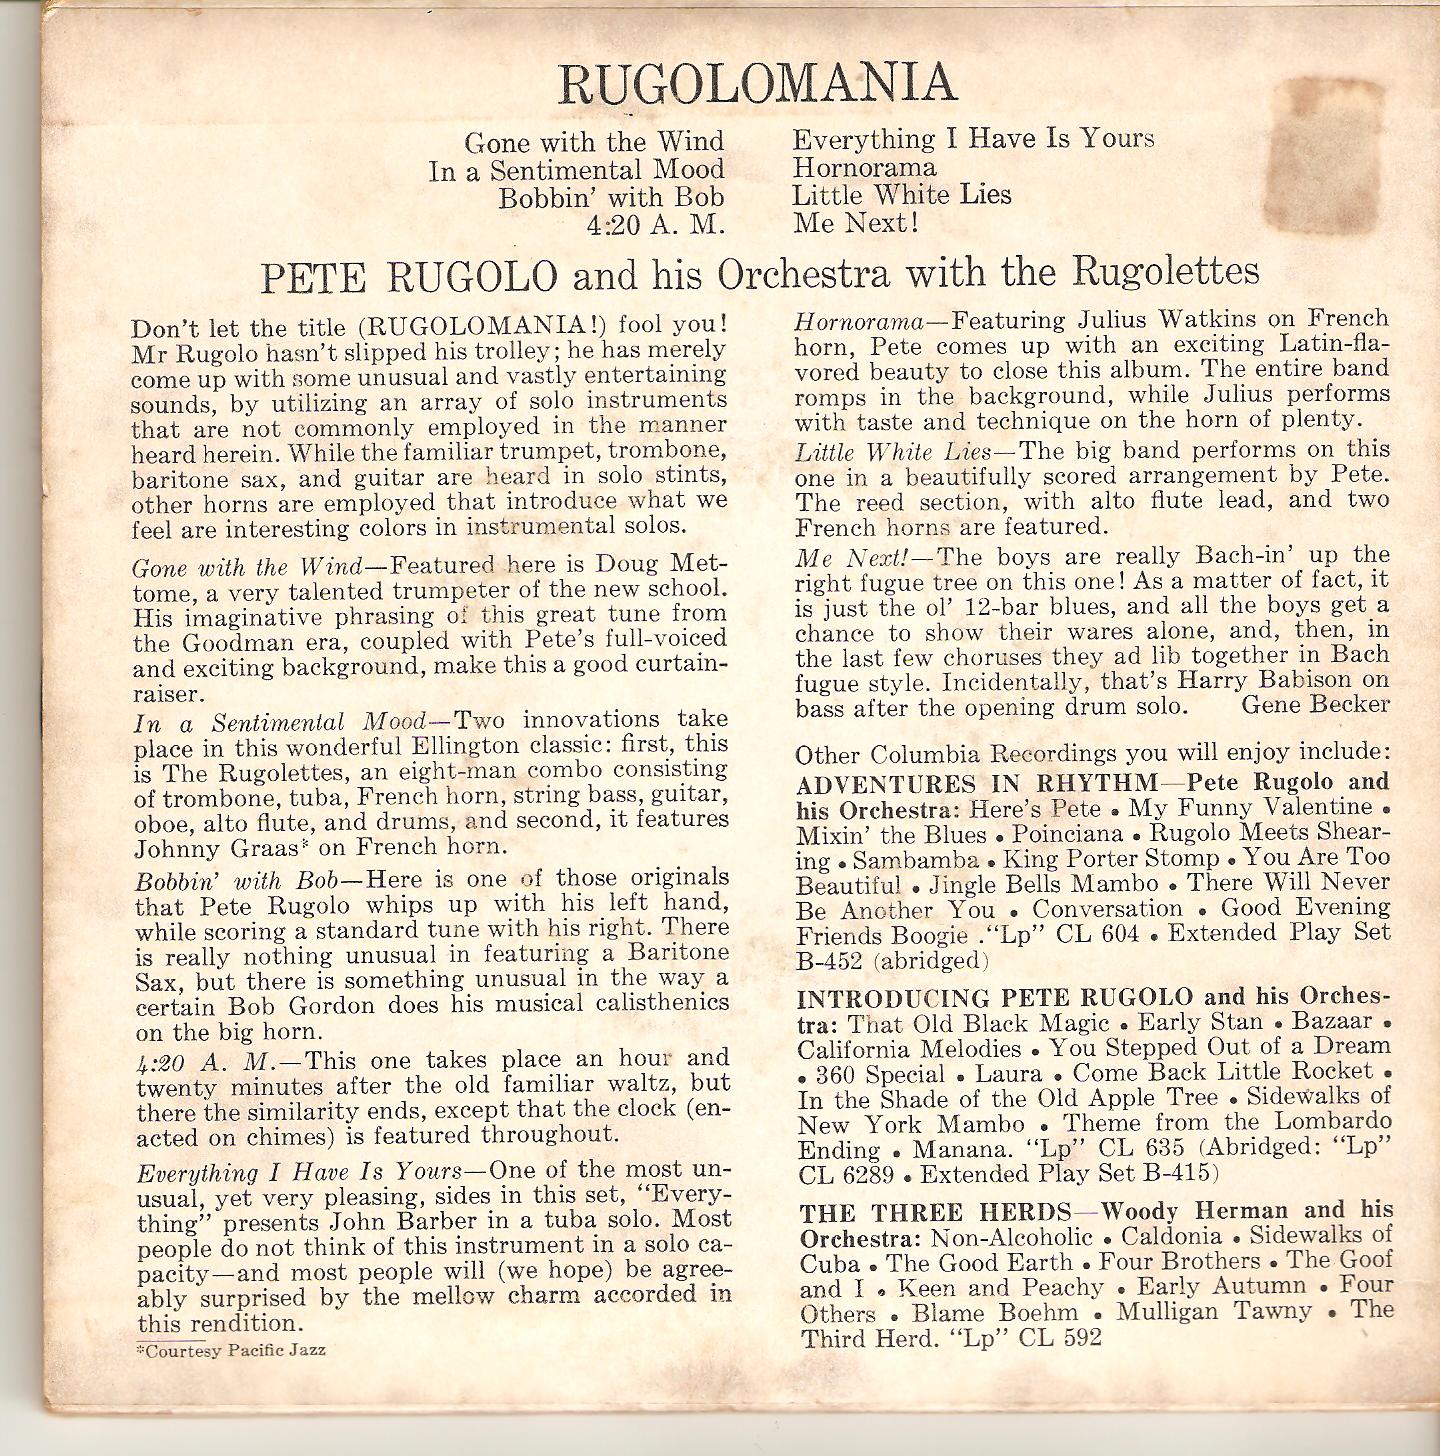 RUGOLOMANIA
Gone with the Wind
In a Sentimental Mood
Bobbin' with Bob
4:20 A. M.
Everything I Have Is Yours
Hornorama
Little White Lies
Me Next!
PETE RUGOLO and his Orchestra with the Rugolettes
Don't let the title (RUGOLOMANIA!) fool you!
Mr Rugolo hasn't slipped his trolley; he has merely
come up with some unusual and vastly entertaining
sounds, by utilizing an array of solo instruments
that are not commonly employed in the manner
heard herein. While the familiar trumpet, trombone,
baritone sax, and guitar are heard in solo stints,
other horns are employed that introduce what we
feel are interesting colors in instrumental solos.
Gone with the Wind—Featured here is Doug Met-
tome, a very talented trumpeter of the new school.
His imaginative phrasing of this great tune from
the Goodman era, coupled with Pete's full-voiced
and exciting background, make this a good curtain-
raiser.
In a Sentimental Mood—Two innovations take
place in this wonderful Ellington classic: first, this
is The Rugolettes, an eight-man combo consisting
of trombone, tuba, French horn, string bass, guitar,
oboe, alto flute, and drums, and second, it features
Johnny Graas* on French horn.
Bobbin' with Bob—Here is one of those originals
that Pete Rugolo whips up with his left hand,
while scoring a standard tune with his right. There
is really nothing unusual in featuring a Baritone
Sax, but there is something unusual in the way a
certain Bob Gordon does his musical calisthenics
on the big horn.
4:20 A. M.—This one takes place an hour and
twenty minutes after the old familiar waltz, but
there the similarity ends, except that the clock (en-
acted on chimes) is featured throughout.
Everything I Have Is Yours—One of the most un-
usual, yet very pleasing, sides in this set, "Every-
thing" presents John Barber in a tuba solo. Most
people do not think of this instrument in a solo ca-
pacity—and most people will (we hope) be agree-
ably surprised by the mellow charm accorded in
this rendition.
*Courtesy Pacific Jazz
Hornorama—Featuring Julius Watkins on French
horn, Pete comes up with an exciting Latin-fla-
vored beauty to close this album. The entire band
romps in the background, while Julius performs
with taste and technique on the horn of plenty.
Little White Lies—The big band performs on this
one in a beautifully scored arrangement by Pete.
The reed section, with alto flute lead, and two
French horns are featured.
Me Next!—The boys are really Bach-in' up the
right fugue tree on this one! As a matter of fact, it
is just the ol' 12-bar blues, and all the boys get a
chance to show their wares alone, and, then, in
the last few choruses they ad lib together in Bach
fugue style. Incidentally, that's Harry Babison on
bass after the opening drum solo. Gene Becker
Other Columbia Recordings you will enjoy include:
ADVENTURES IN RHYTHM—Pete Rugolo and
his Orchestra: Here's Pete • My Funny Valentine •
Mixin' the Blues • Poinciana • Rugolo Meets Shear-
ing • Sambamba • King Porter Stomp • You Are Too
Beautiful • Jingle Bells Mambo • There Will Never
Be Another You • Conversation • Good Evening
Friends Boogie ."Lp" CL 604 • Extended Play Set
B-452 (abridged)
INTRODUCING PETE RUGOLO and his Orches-
tra: That Old Black Magic • Early Stan • Bazaar •
California Melodies • You Stepped Out of a Dream
• 360 Special • Laura • Come Back Little Rocket •
In the Shade of the Old Apple Tree • Sidewalks of
New York Mambo • Theme from the Lombardo
Ending • Manana. "Lp" CL 635 (Abridged: "Lp"
CL 6289 • Extended Play Set B-415)
THE THREE HERDS—Woody Herman and his
Orchestra: Non-Alcoholic • Caldonia • Sidewalks of
Cuba • The Good Earth • Four Brothers • The Goof
and I • Keen and Peachy • Early Autumn • Four
Others • Blame Boehm • Mulligan Tawny • The
Third Herd. "Lp" CL 592